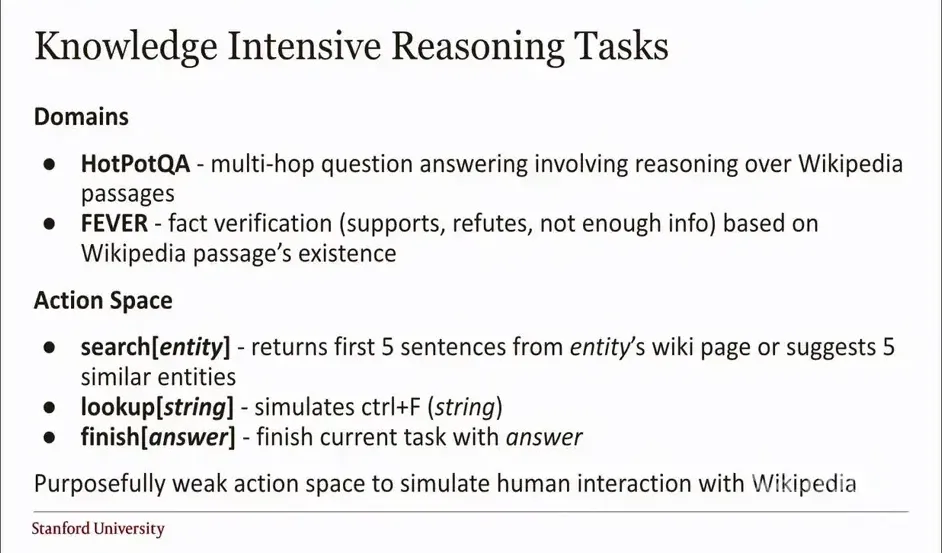 Knowledge Intensive Reasoning Tasks
Domains
● HotPotQA - multi-hop question answering involving reasoning over Wikipedia
passages
● FEVER - fact verification (supports, refutes, not enough info) based on
Wikipedia passage's existence
Action Space
● search[entity] - returns first 5 sentences from entity's wiki page or suggests 5
similar entities
● lookup[string] - simulates ctrl+F (string)
● finish[answer] - finish current task with answer
Purposefully weak action space to simulate human interaction with Wikipedia
Stanford University